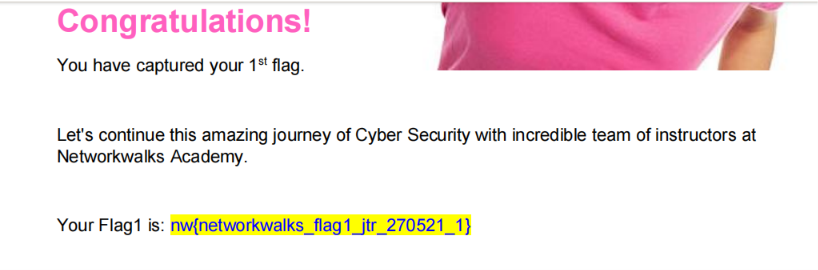 Congratulations!
You have captured your 1st flag.
Let's continue this amazing journey of Cyber Security with incredible team of instructors at
Networkwalks Academy.
Your Flag1 is: nw{networkwalks_flag1_jtr_270521_1}